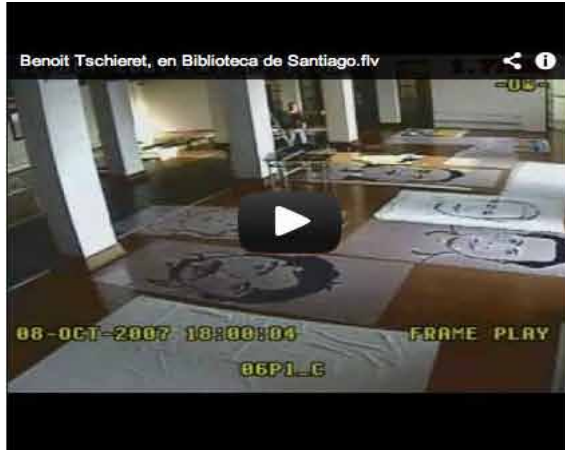 Benoit Tschieret, en Biblioteca de Santiago.flv
08-OCT-2007 18:00:04 FRAME PLAY
06P1_C